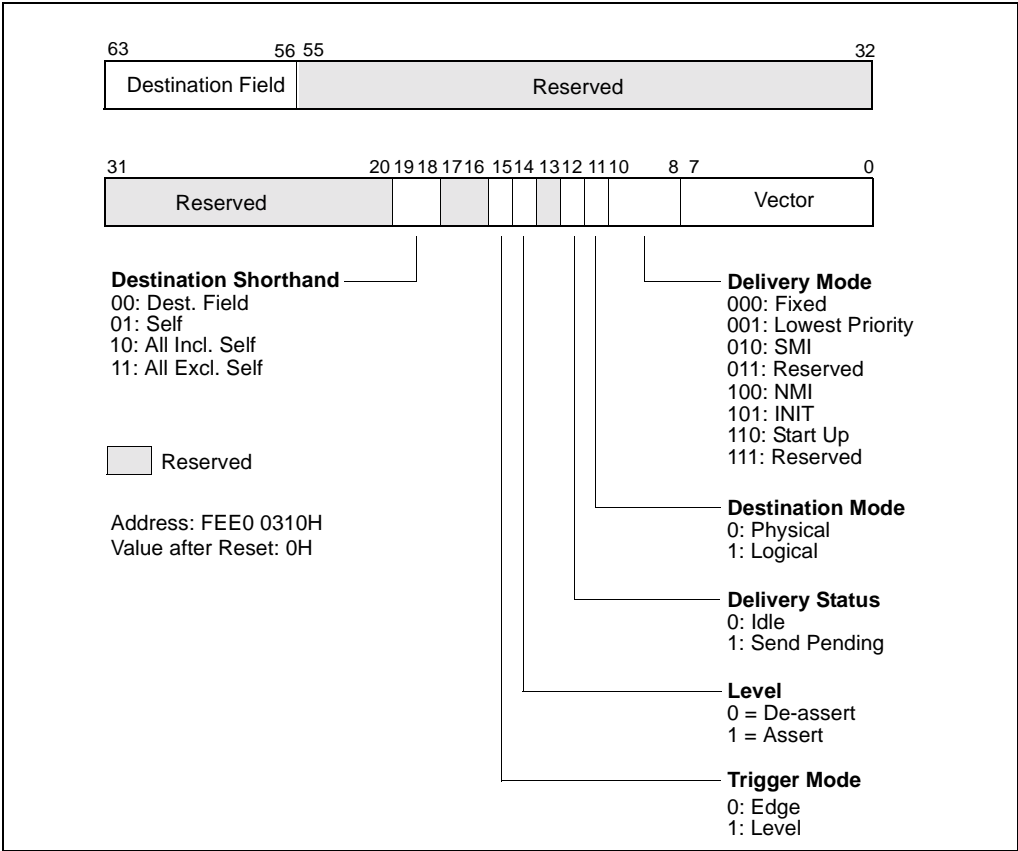 63 56 55 32
Destination Field Reserved
31 20 19 18 17 16 15 14 13 12 11 10 8 7 0
Reserved Vector
Destination Shorthand
00: Dest. Field
01: Self
10: All Incl. Self
11: All Excl. Self
Reserved
Address: FEE0 0310H
Value after Reset: 0H
Delivery Mode
000: Fixed
001: Lowest Priority
010: SMI
011: Reserved
100: NMI
101: INIT
110: Start Up
111: Reserved
Destination Mode
0: Physical
1: Logical
Delivery Status
0: Idle
1: Send Pending
Level
0 = De-assert
1 = Assert
Trigger Mode
0: Edge
1: Level